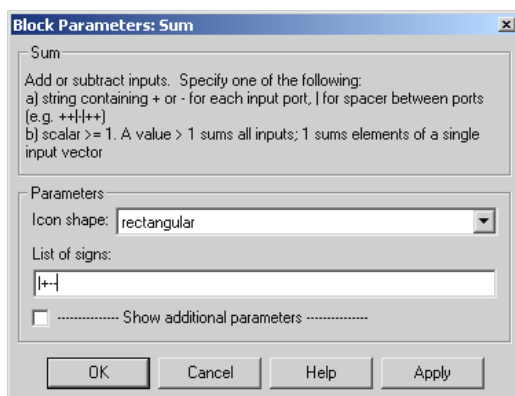 Block Parameters: Sum
Sum
Add or subtract inputs. Specify one of the following:
a) string containing + or - for each input port, | for spacer between ports
(e.g. ++|-|++)
b) scalar >= 1. A value > 1 sums all inputs; 1 sums elements of a single
input vector
Parameters
Icon shape: rectangular
List of signs:
|+--
-------------- Show additional parameters --------------
OK Cancel Help Apply